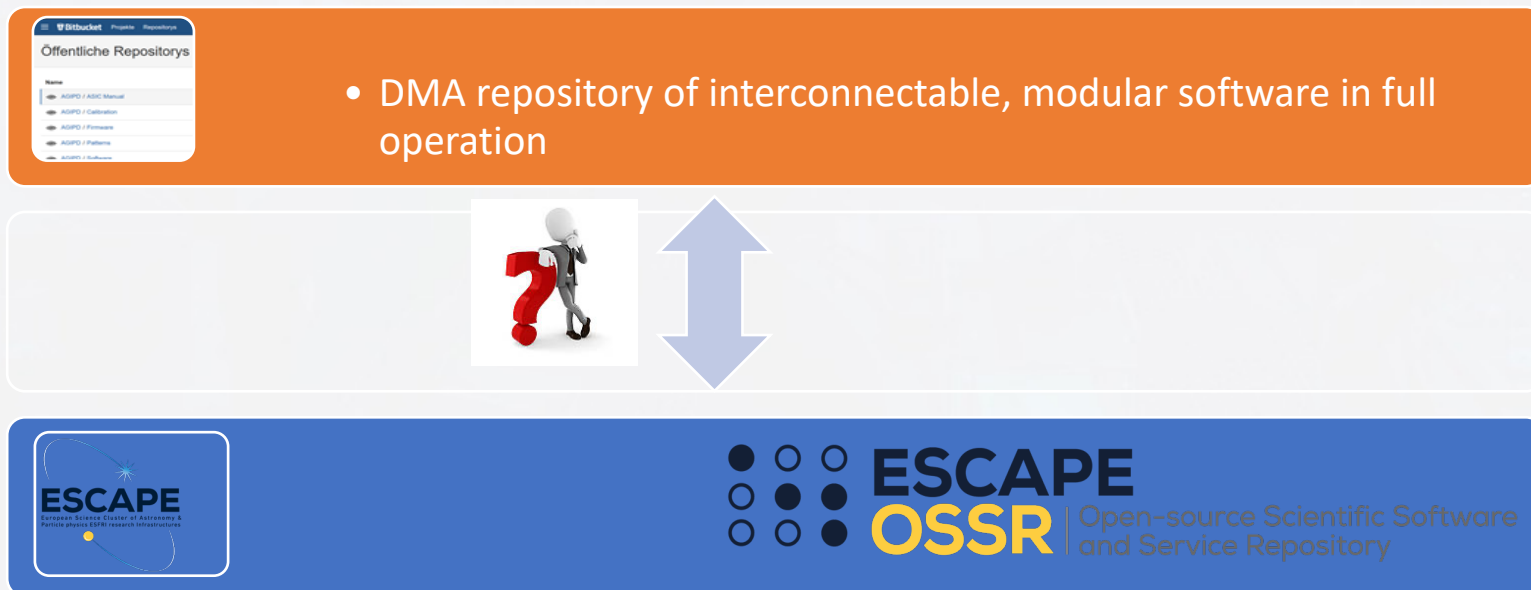 Bitbucket Projekte Repositorys
Öffentliche Repositorys
Name
AGIPD / ASIC Manual
AGIPD / Calibration
AGIPD / Firmware
AGIPD / Patterns
AGIPD / Software
• DMA repository of interconnectable, modular software in full
operation
ESCAPE
European Science Cluster of Astronomy &
Particle physics ESFRI research Infrastructures
ESCAPE
OSSR | Open-source Scientific Software
and Service Repository